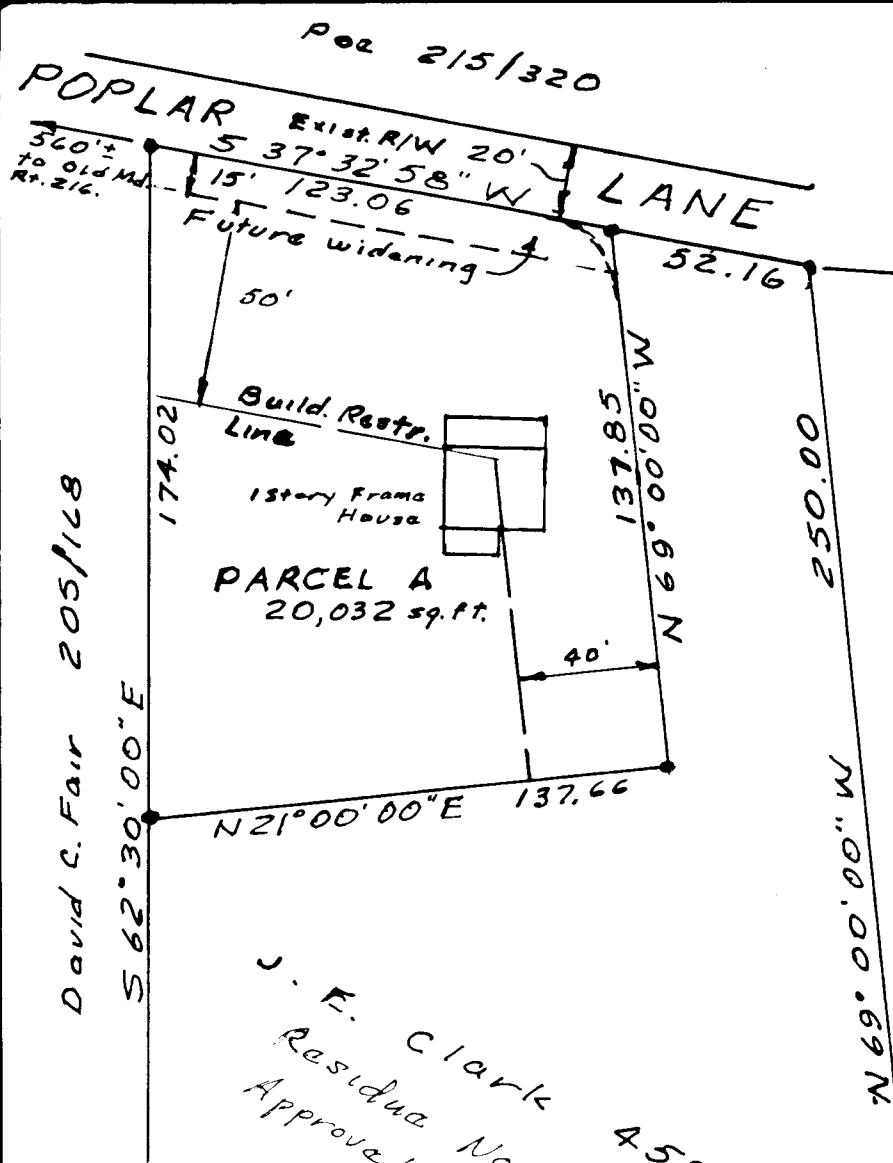 Poe 215/320
POPLAR LANE
Exist. R/W 20'
560'±
to Old Md.
Rt. 216.
S 37° 32' 58" W
15' 123.06
Future widening
52.16
50'
Build. Restr.
Line
174.02
1 Story Frame
House
137.85
N 69° 00' 00" W
250.00
PARCEL A
20,032 sq. ft.
40'
David C. Fair 205/168
S 62° 30' 00" E
N 21° 00' 00" E 137.66
N 69° 00' 00" W
J. E. Clark
Residue